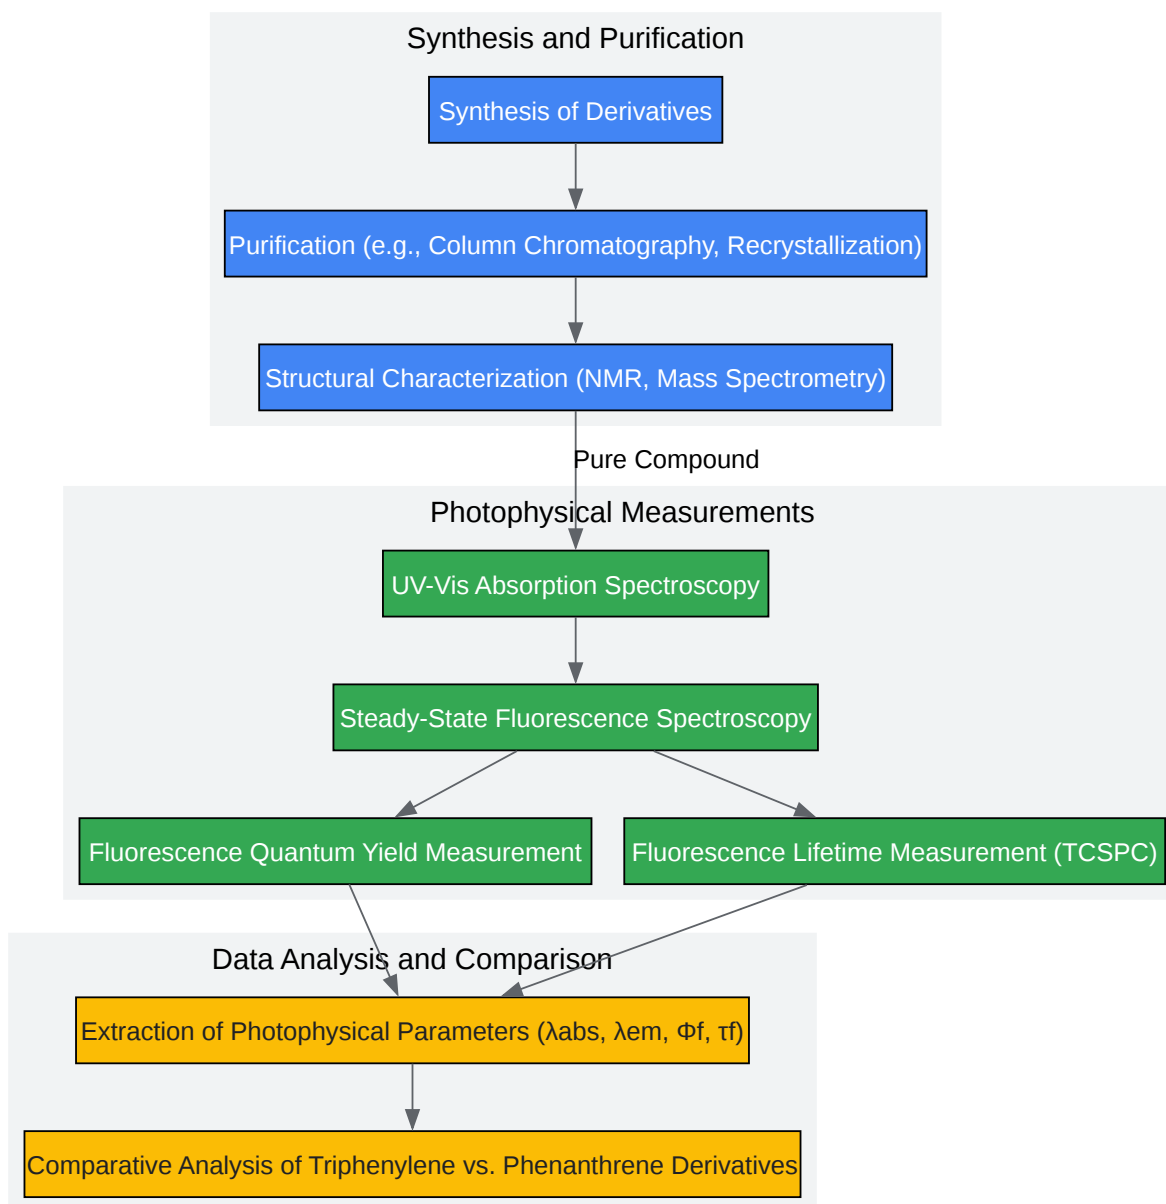 Synthesis and Purification
Synthesis of Derivatives
Purification (e.g., Column Chromatography, Recrystallization)
Structural Characterization (NMR, Mass Spectrometry)
Pure Compound
Photophysical Measurements
UV-Vis Absorption Spectroscopy
Steady-State Fluorescence Spectroscopy
Fluorescence Quantum Yield Measurement
Fluorescence Lifetime Measurement (TCSPC)
Data Analysis and Comparison
Extraction of Photophysical Parameters (λabs, λem, Φf, τf)
Comparative Analysis of Triphenylene vs. Phenanthrene Derivatives